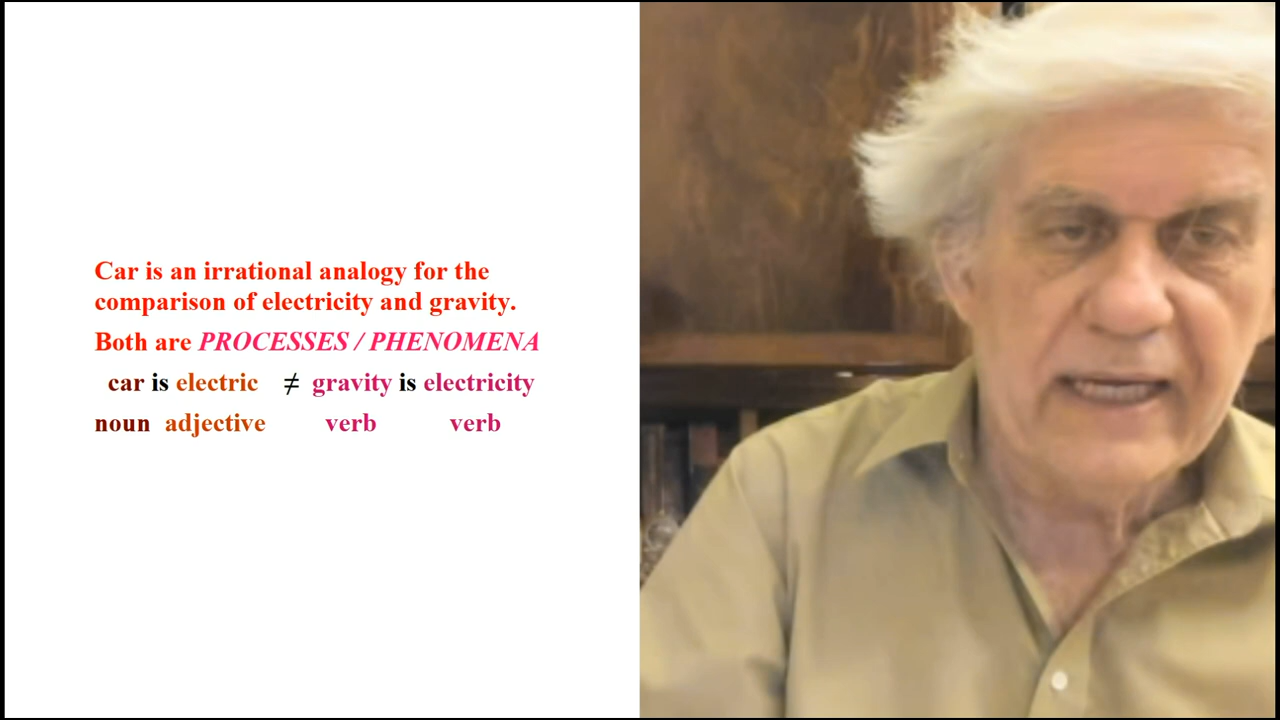 Car is an irrational analogy for the
comparison of electricity and gravity.
Both are PROCESSES / PHENOMENA
car is electric ≠ gravity is electricity
noun adjective verb verb